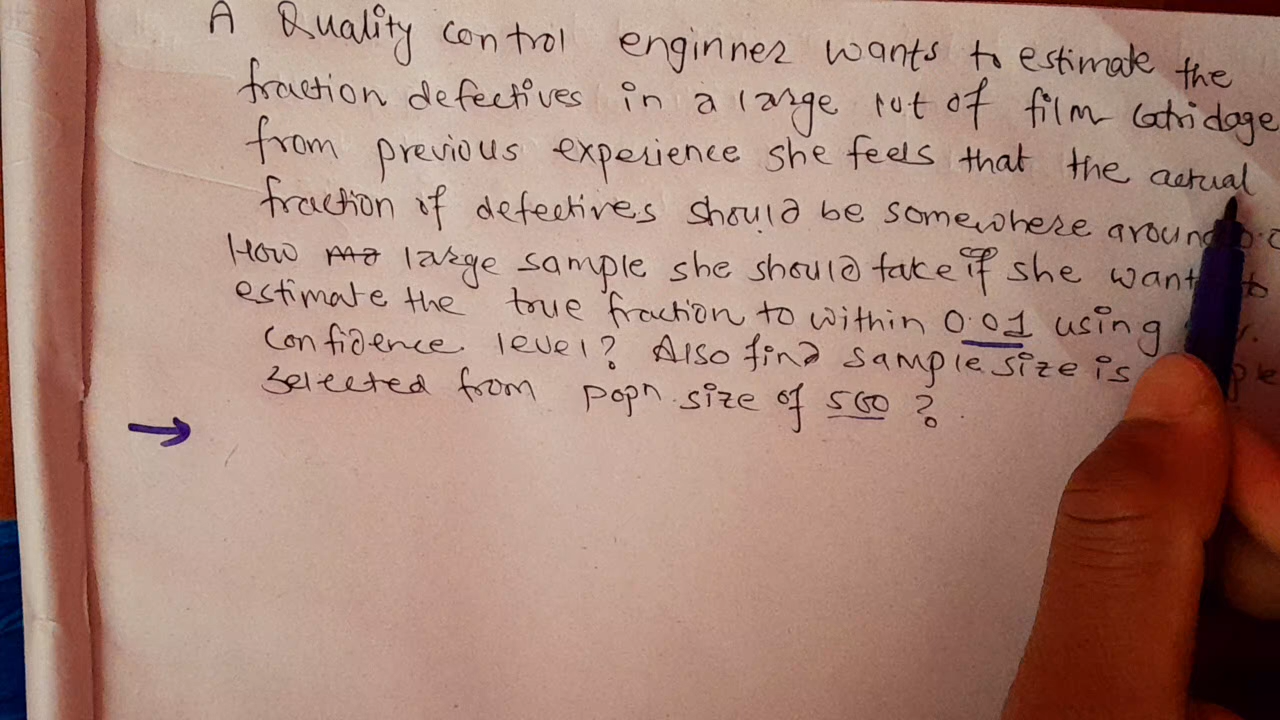 A Quality control enginner wants to estimate the
fraction defectives in a large lot of film Catridage
from previous experience she feels that the actual
fraction of defectives should be somewhere around
How large sample she should take if she want to
estimate the true fraction to within 0.01 using
Confidence level? Also find sample size is
selected from popn size of 500 ?